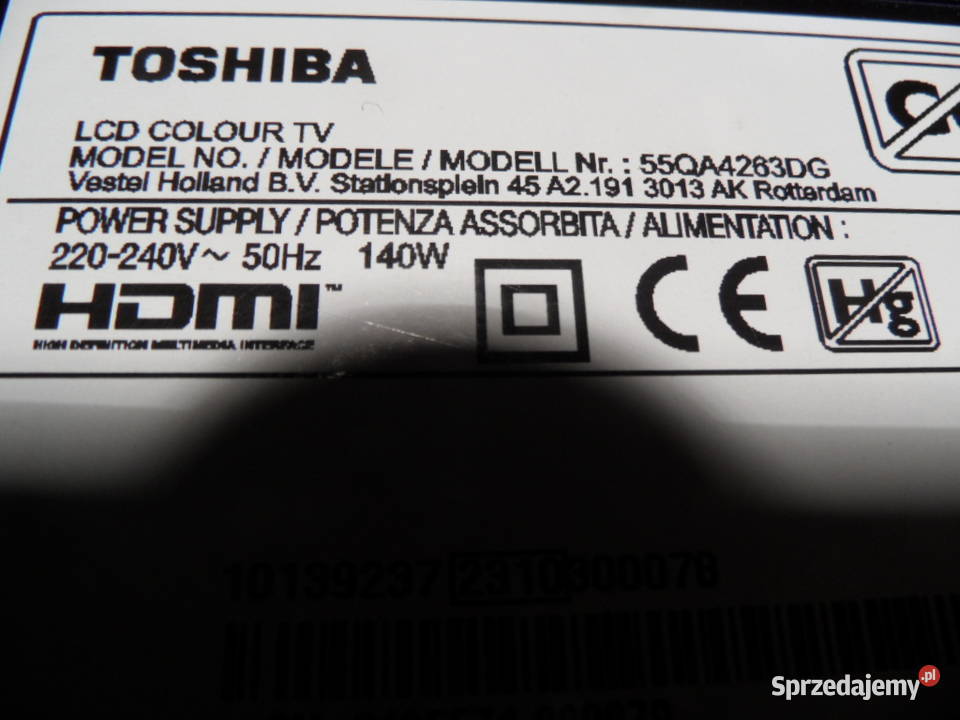 TOSHIBA
LCD COLOUR TV
MODEL NO. / MODELE / MODELL Nr. : 55QA4263DG
Vestel Holland B.V. Stationsplein 45 A2.191 3013 AK Rotterdam
POWER SUPPLY / POTENZA ASSORBITA / ALIMENTATION :
220-240V~ 50Hz 140W
HDMI™
HIGH DEFINITION MULTIMEDIA INTERFACE
CE
Hg
10139237 2310300078
Sprzedajemy.pl